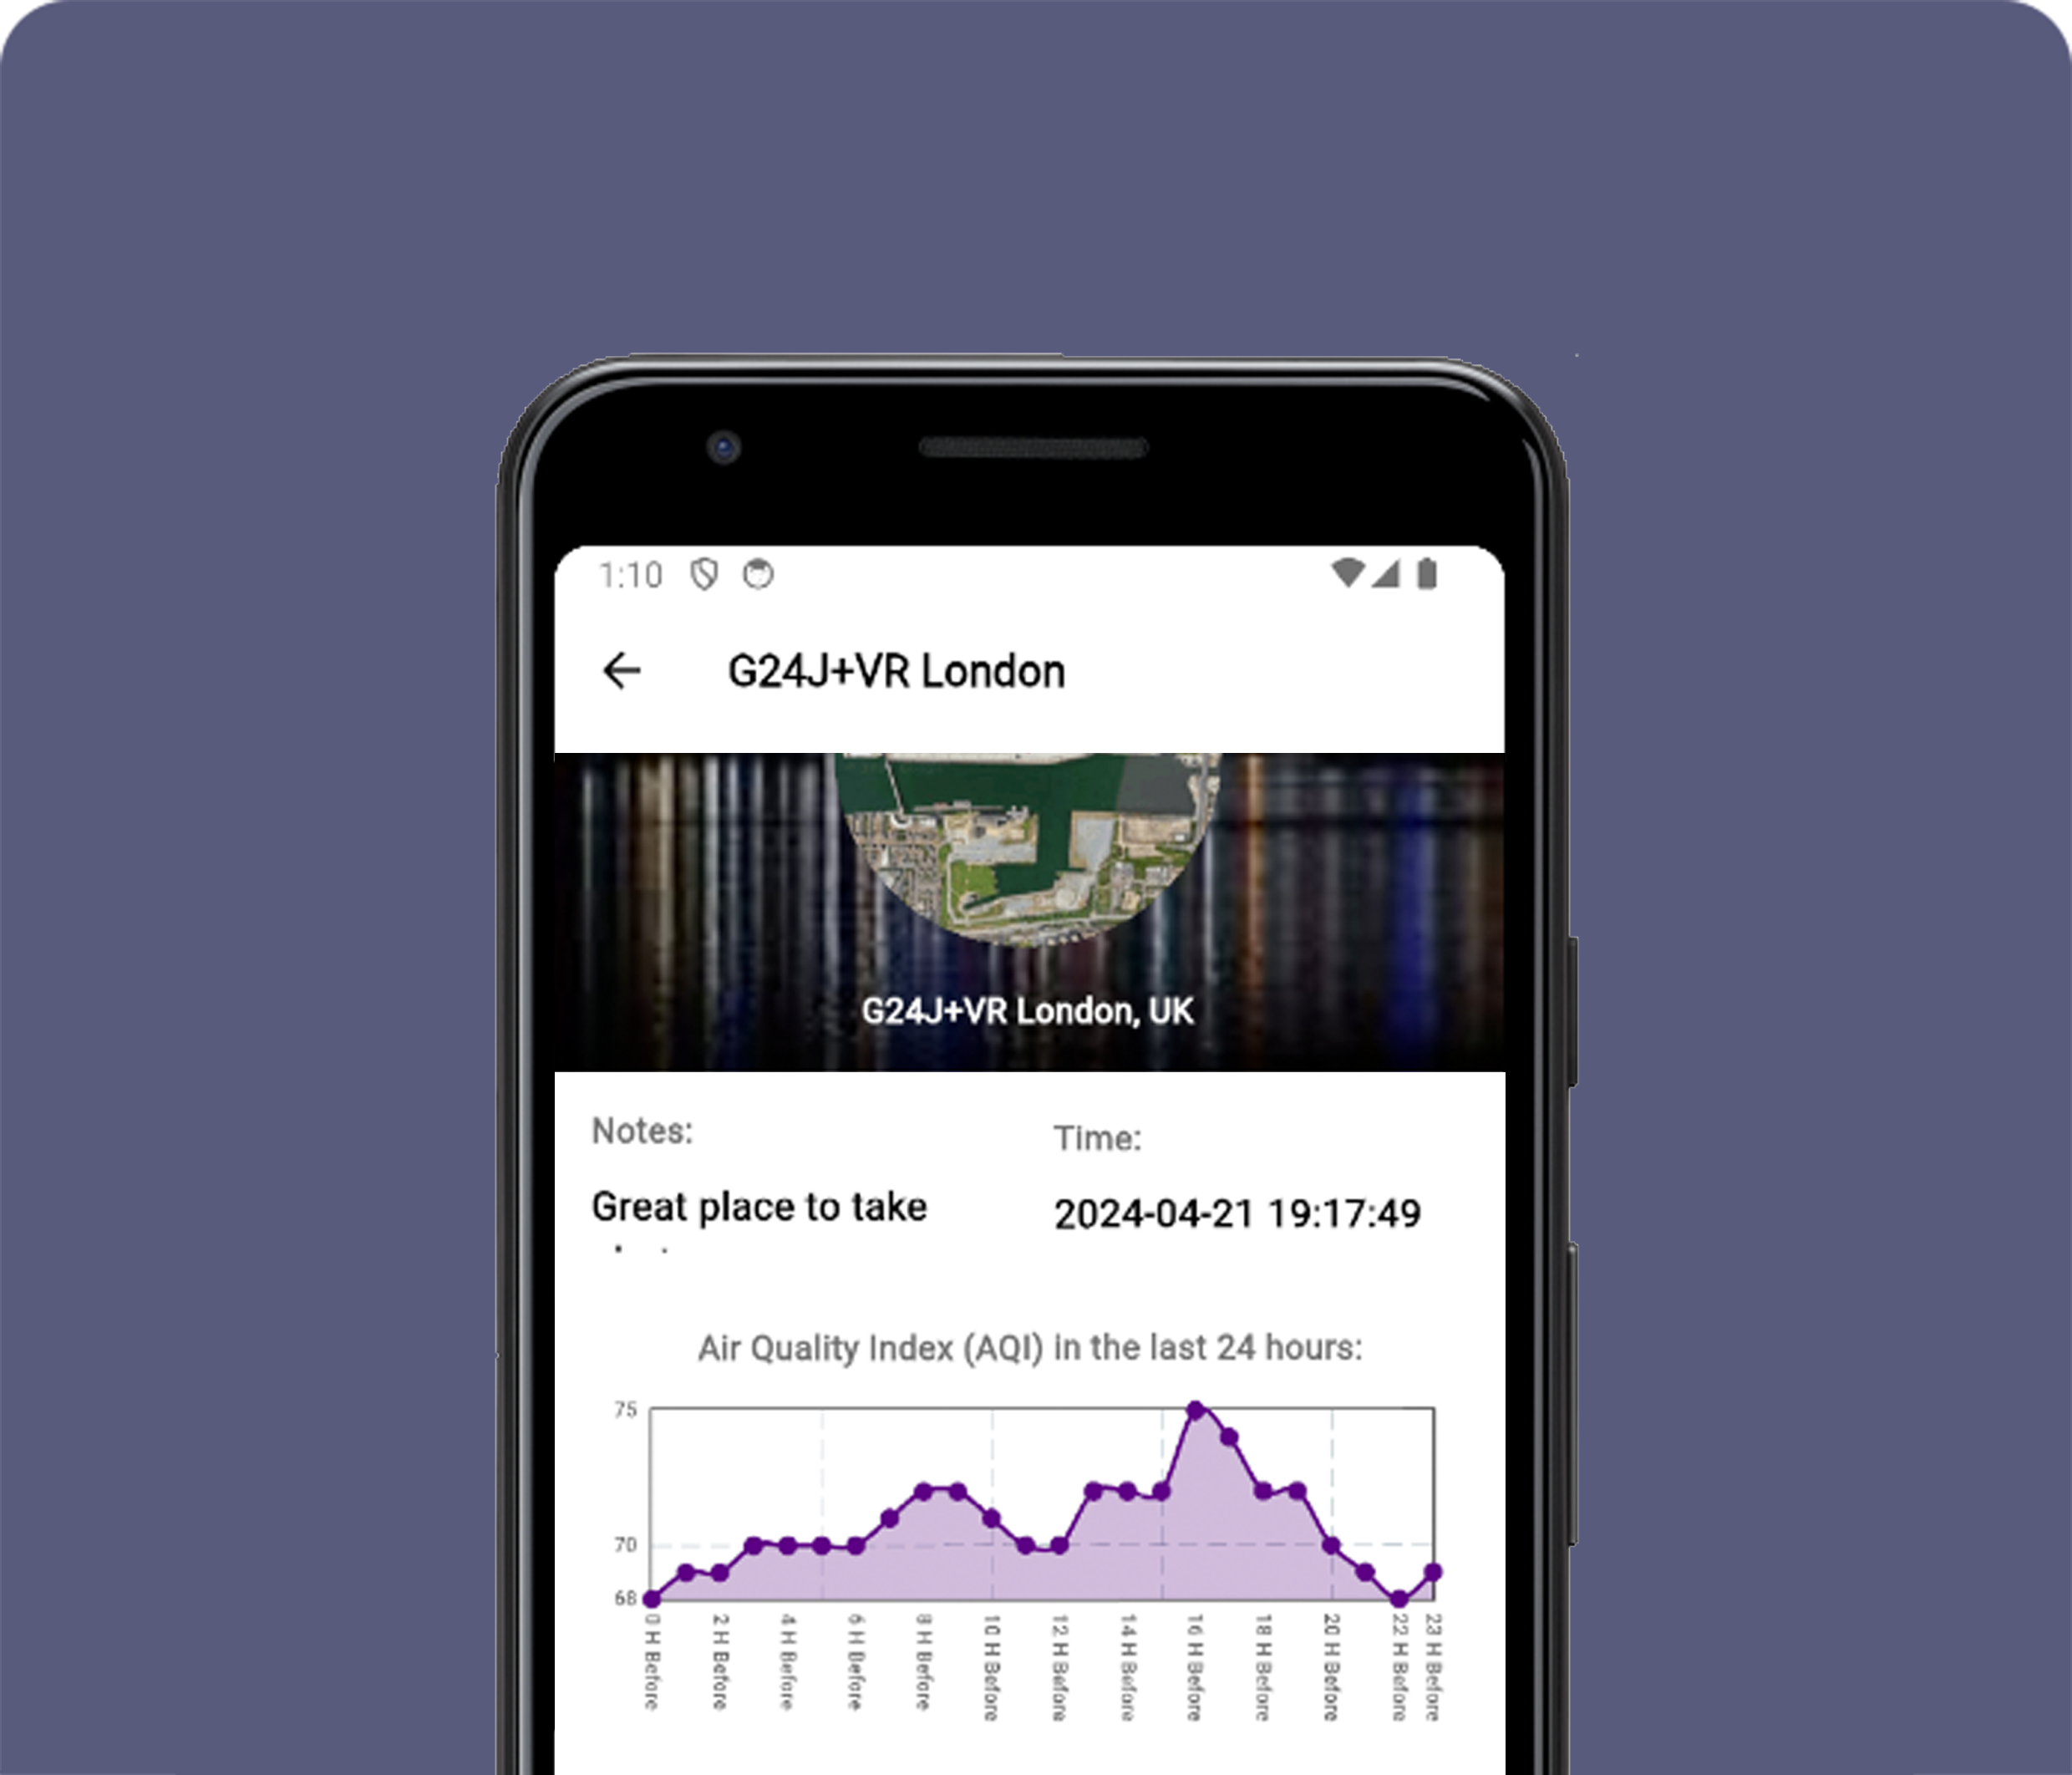 1:10
G24J+VR London
G24J+VR London, UK
Notes:
Time:
Great place to take
2024-04-21 19:17:49
Air Quality Index (AQI) in the last 24 hours:
75
70
68
0 H Before
2 H Before
4 H Before
6 H Before
8 H Before
10 H Before
12 H Before
14 H Before
16 H Before
18 H Before
20 H Before
22 H Before
23 H Before